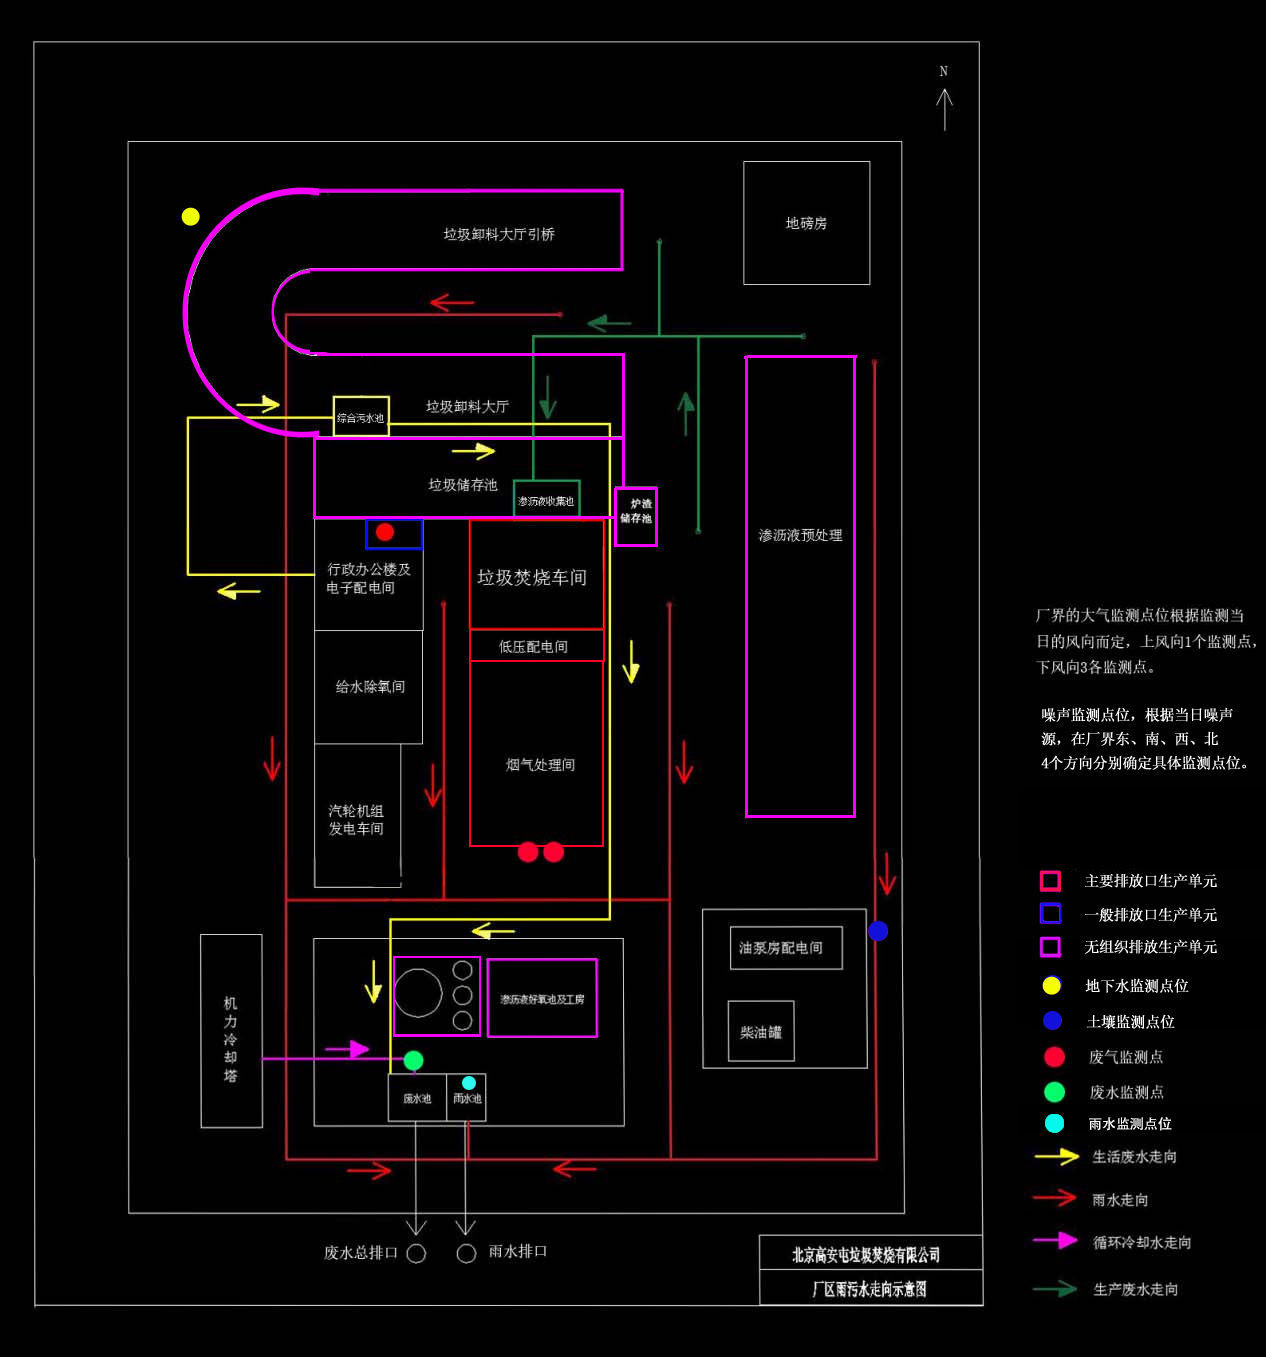 N
地磅房
垃圾卸料大厅引桥
综合污水池
垃圾卸料大厅
垃圾储存池
渗沥液收集池
炉渣
储存池
渗沥液预处理
行政办公楼及
电子配电间
垃圾焚烧车间
低压配电间
给水除氧间
烟气处理间
汽轮机组
发电车间
厂界的大气监测点位根据监测当
日的风向而定，上风向1个监测点，
下风向3各监测点。
噪声监测点位，根据当日噪声
源，在厂界东、南、西、北
4个方向分别确定具体监测点位。
主要排放口生产单元
一般排放口生产单元
无组织排放生产单元
地下水监测点位
土壤监测点位
废气监测点
废水监测点
雨水监测点位
生活废水走向
雨水走向
循环冷却水走向
生产废水走向
机
力
冷
却
塔
渗沥液好氧池及工房
油泵房配电间
柴油罐
废水池
雨水池
废水总排口
雨水排口
北京高安屯垃圾焚烧有限公司
厂区雨污水走向示意图